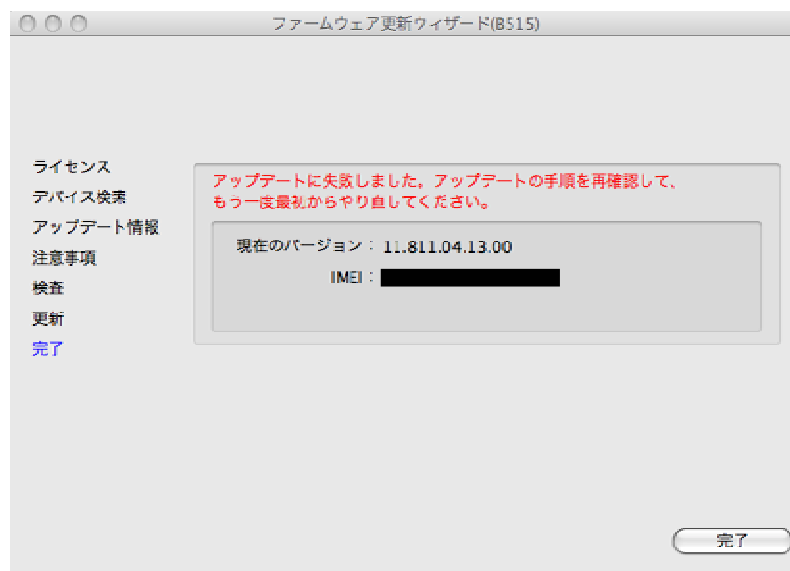 ファームウェア更新ウィザード(B515)
ライセンス
デバイス検索
アップデート情報
注意事項
検査
更新
完了
アップデートに失敗しました。アップデートの手順を再確認して、
もう一度最初からやり直してください。
現在のバージョン： 11.811.04.13.00
IMEI：
完了